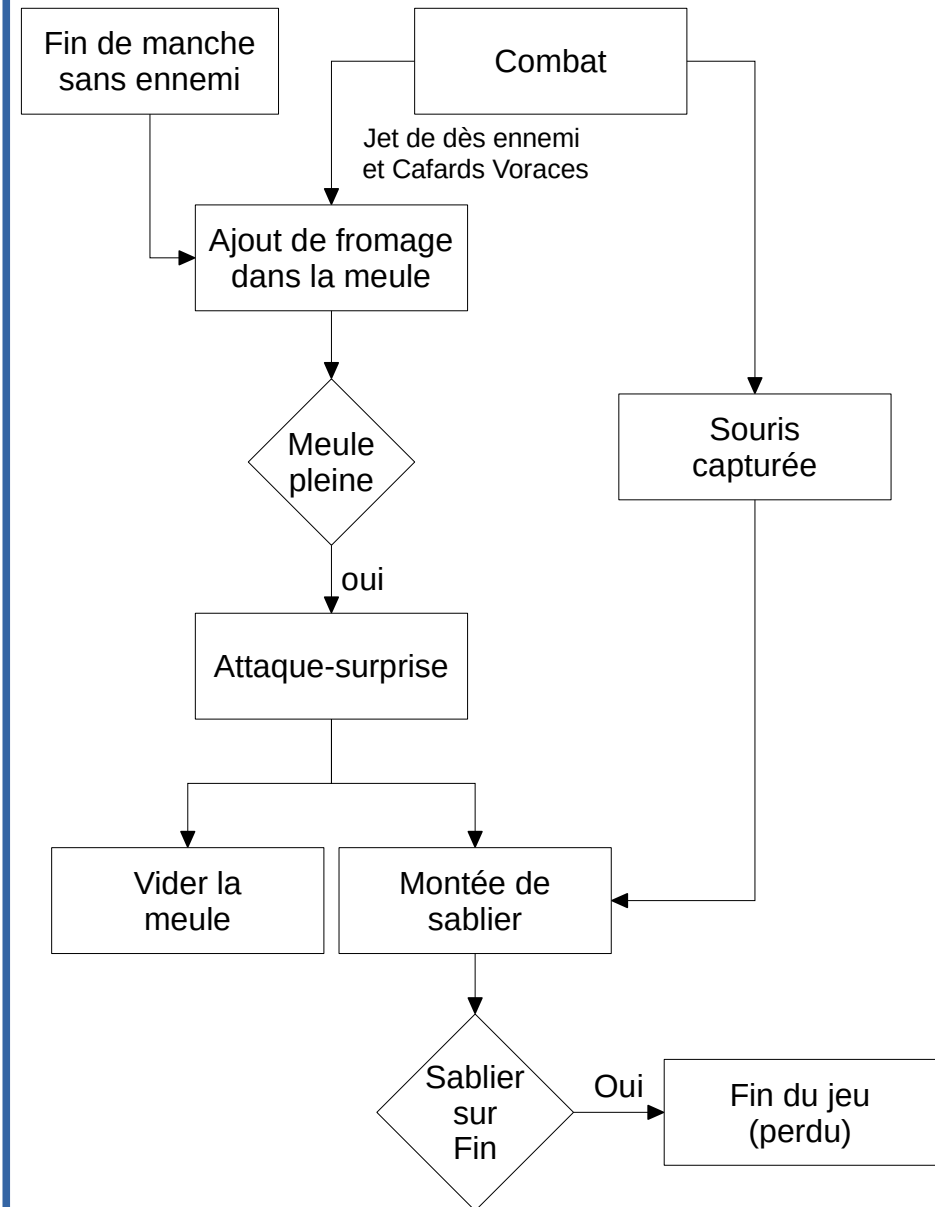 Fin de manche
sans ennemi
Combat
Jet de dès ennemi
et Cafards Voraces
Ajout de fromage
dans la meule
Meule
pleine
Souris
capturée
oui
Attaque-surprise
Vider la
meule
Montée de
sablier
Sablier
sur
Fin
Oui
Fin du jeu
(perdu)